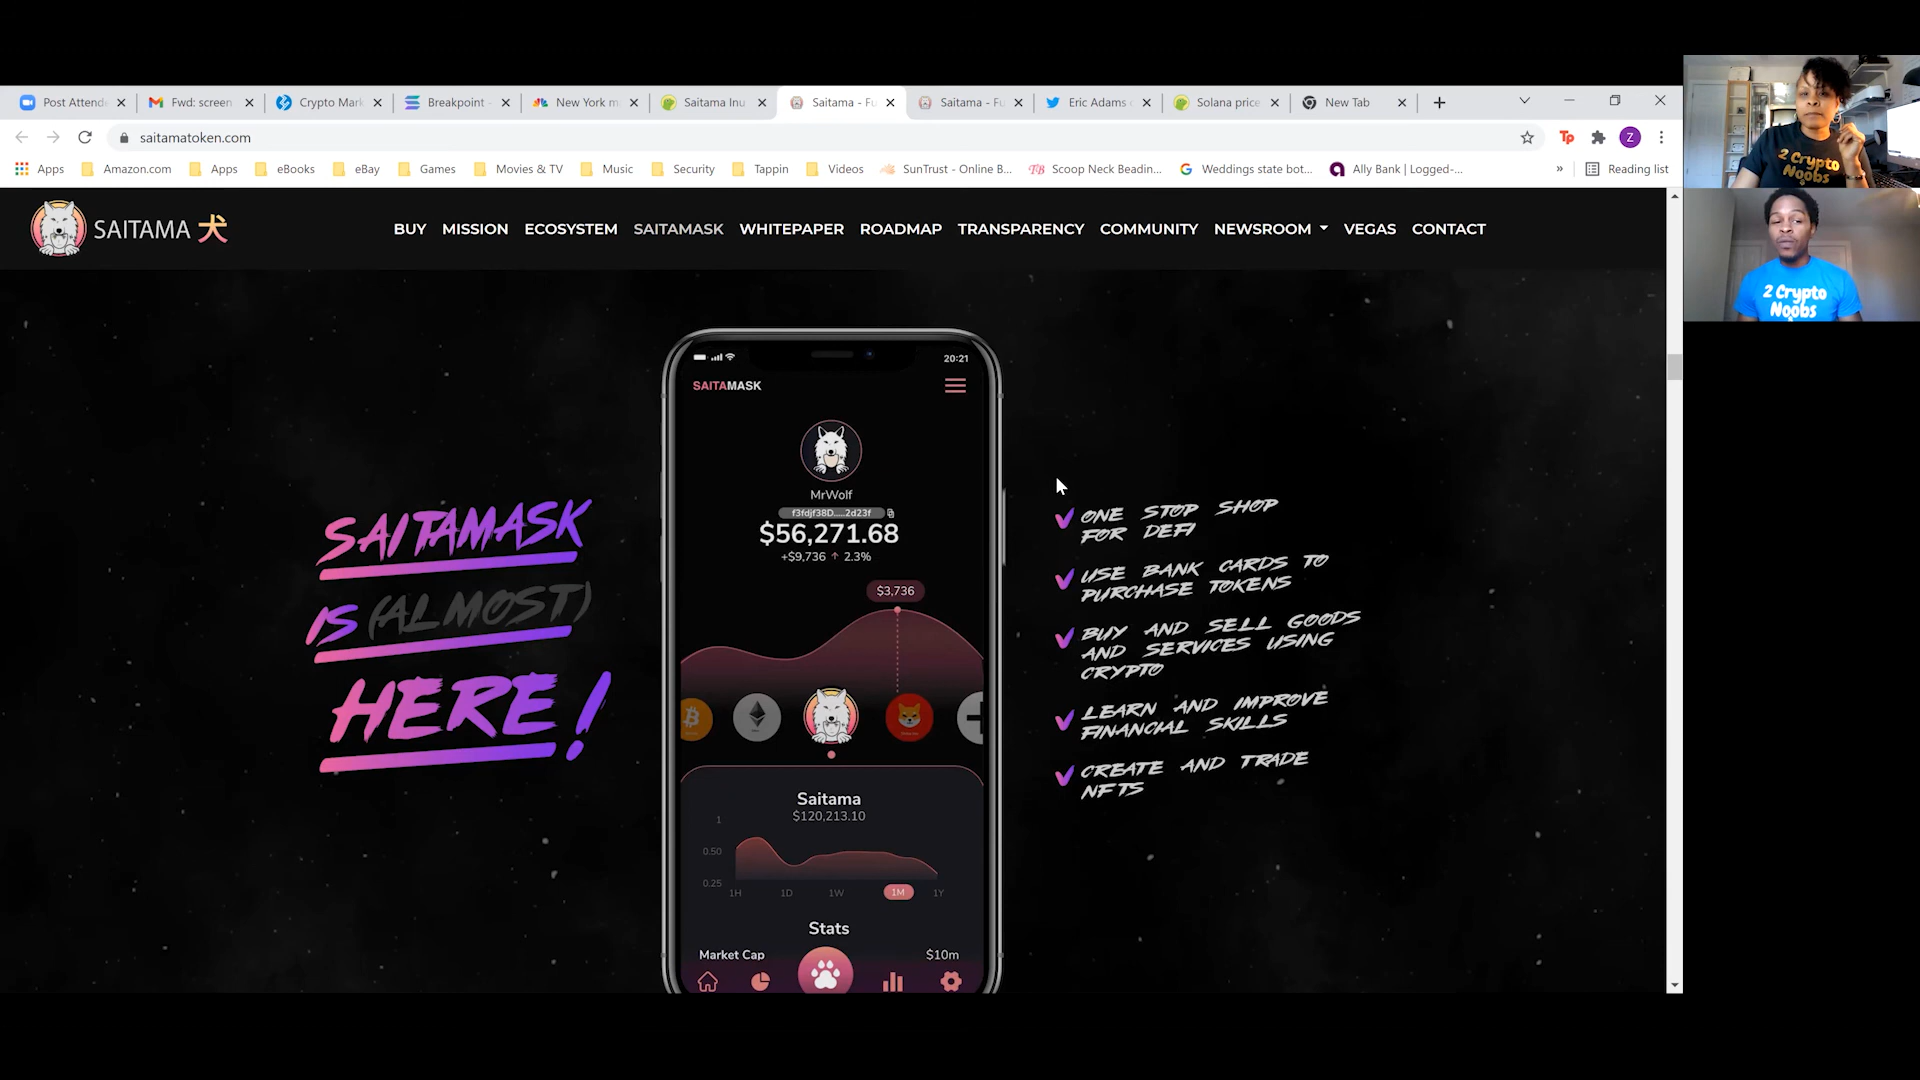 Post Attende
Fwd: screen
Crypto Mark
Breakpoint -
New York m
Saitama Inu
Saitama - Fu
Saitama - Fu
Eric Adams
Solana price
New Tab
saitamatoken.com
Tp
Z
Apps
Amazon.com
Apps
eBooks
eBay
Games
Movies & TV
Music
Security
Tappin
Videos
SunTrust - Online B...
TB
Scoop Neck Beadin...
Weddings state bot...
Ally Bank | Logged-...
»
Reading list
SAITAMA 犬
BUY
MISSION
ECOSYSTEM
SAITAMASK
WHITEPAPER
ROADMAP
TRANSPARENCY
COMMUNITY
NEWSROOM
VEGAS
CONTACT
SAITAMASK
IS (ALMOST)
HERE!
20:21
SAITAMASK
MrWolf
f3fdjf38D.....2d23f
$56,271.68
+$9,736 ↑ 2.3%
$3,736
Saitama
$120,213.10
1
0.50
0.25
1H
1D
1W
1M
1Y
Stats
Market Cap
$10m
ONE STOP SHOP
FOR DEFI
USE BANK CARDS TO
PURCHASE TOKENS
BUY AND SELL GOODS
AND SERVICES USING
CRYPTO
LEARN AND IMPROVE
FINANCIAL SKILLS
CREATE AND TRADE
NFTS
2 Crypto
Noobs
2 Crypto
Noobs